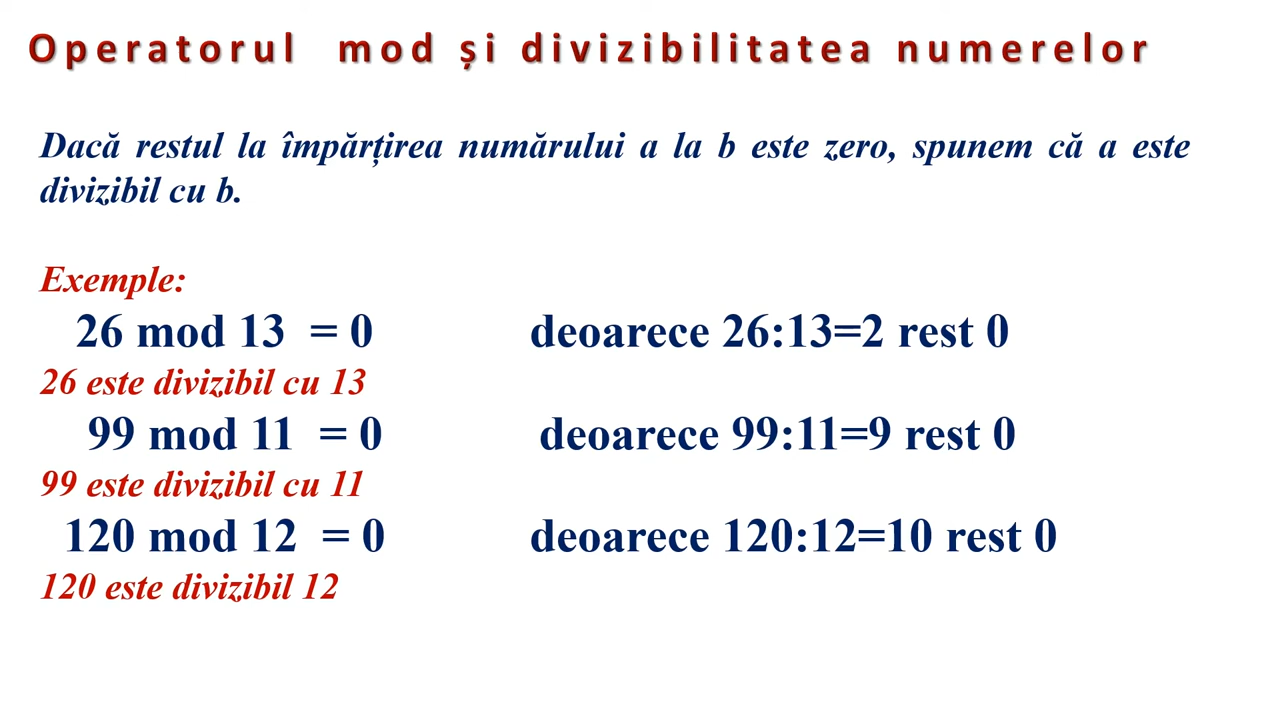 Operatorul mod și divizibilitatea numerelor
Dacă restul la împărțirea numărului a la b este zero, spunem că a este
divizibil cu b.
Exemple:
26 mod 13 = 0 deoarece 26:13=2 rest 0
26 este divizibil cu 13
99 mod 11 = 0 deoarece 99:11=9 rest 0
99 este divizibil cu 11
120 mod 12 = 0 deoarece 120:12=10 rest 0
120 este divizibil 12